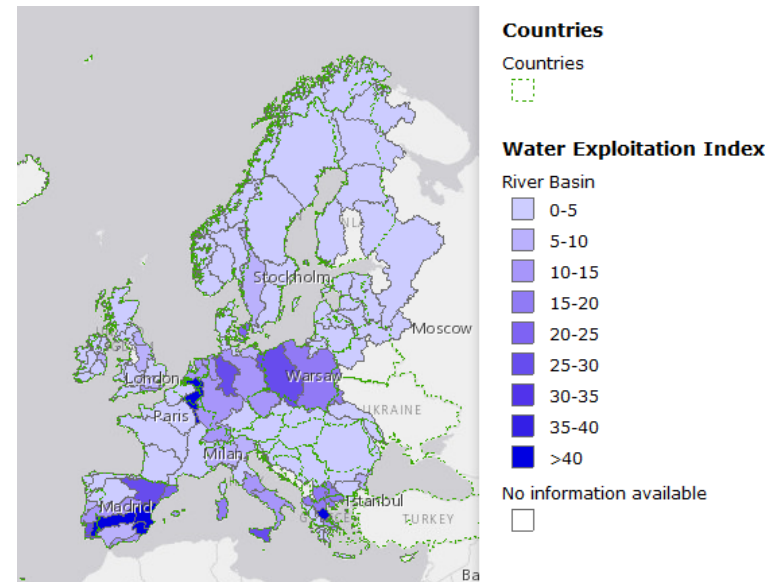 Stockholm
Moscow
London
Warsaw
UKRAINE
Paris
Milan
Madrid
Istanbul
TURKEY
Ba
Countries
Countries
Water Exploitation Index
River Basin
0-5
5-10
10-15
15-20
20-25
25-30
30-35
35-40
>40
No information available